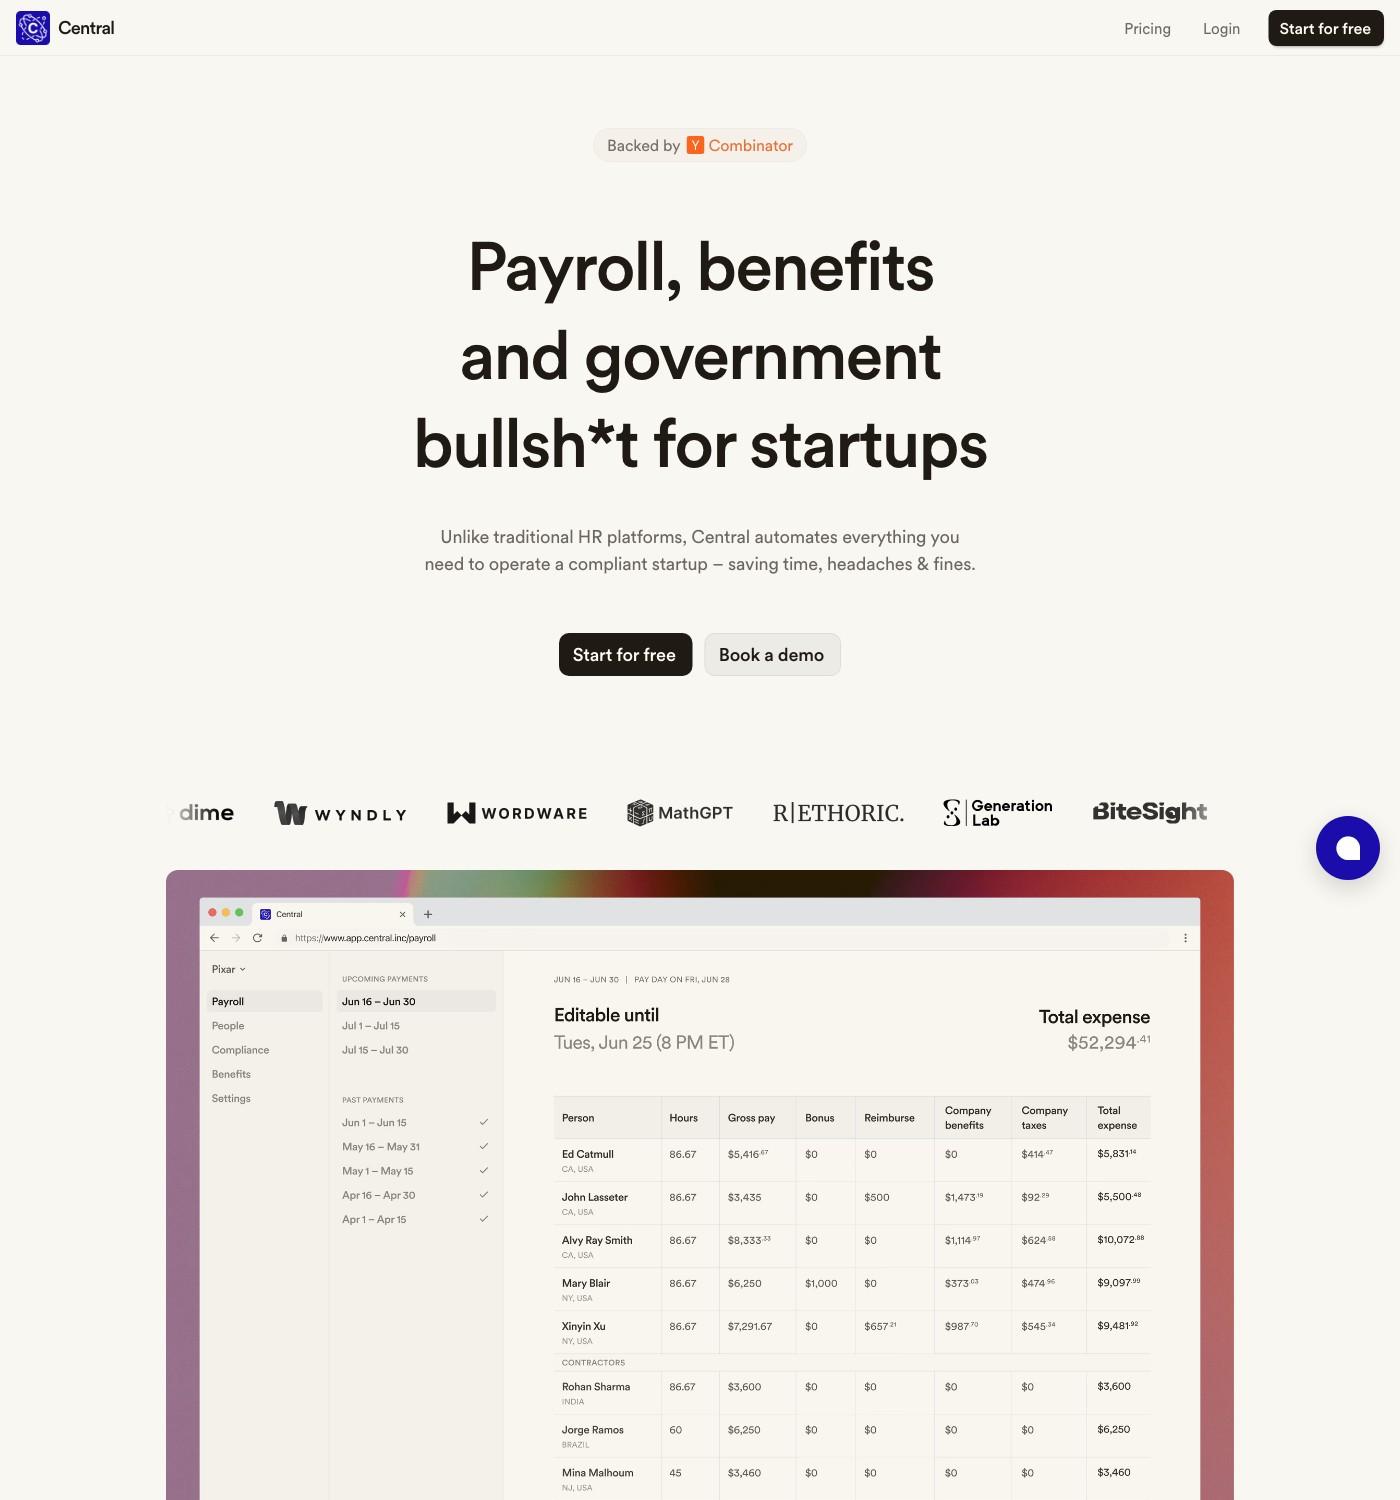 Central
Pricing
Login
Start for free
Backed by Y Combinator
Payroll, benefits
and government
bullsh*t for startups
Unlike traditional HR platforms, Central automates everything you
need to operate a compliant startup – saving time, headaches & fines.
Start for free
Book a demo
dime
WYNDLY
WORDWARE
MathGPT
R|ETHORIC.
Generation
Lab
BiteSight
Central
https://www.app.central.inc/payroll
Pixar
Payroll
People
Compliance
Benefits
Settings
UPCOMING PAYMENTS
Jun 16 – Jun 30
Jul 1 – Jul 15
Jul 15 – Jul 30
PAST PAYMENTS
Jun 1 – Jun 15
May 16 – May 31
May 1 – May 15
Apr 16 – Apr 30
Apr 1 – Apr 15
JUN 16 – JUN 30 | PAY DAY ON FRI, JUN 28
Editable until
Tues, Jun 25 (8 PM ET)
Total expense
$52,294.41
Person Hours Gross pay Bonus Reimburse Company benefits Company taxes Total expense
Ed Catmull 86.67 $5,416.67 $0 $0 $0 $414.47 $5,831.14
CA, USA
John Lasseter 86.67 $3,435 $0 $500 $1,473.19 $92.29 $5,500.48
CA, USA
Alvy Ray Smith 86.67 $8,333.33 $0 $0 $1,114.97 $624.58 $10,072.88
CA, USA
Mary Blair 86.67 $6,250 $1,000 $0 $373.03 $474.96 $9,097.99
NY, USA
Xinyin Xu 86.67 $7,291.67 $0 $657.21 $987.70 $545.34 $9,481.92
NY, USA
CONTRACTORS
Rohan Sharma 86.67 $3,600 $0 $0 $0 $0 $3,600
INDIA
Jorge Ramos 60 $6,250 $0 $0 $0 $0 $6,250
BRAZIL
Mina Malhoum 45 $3,460 $0 $0 $0 $0 $3,460
NJ, USA